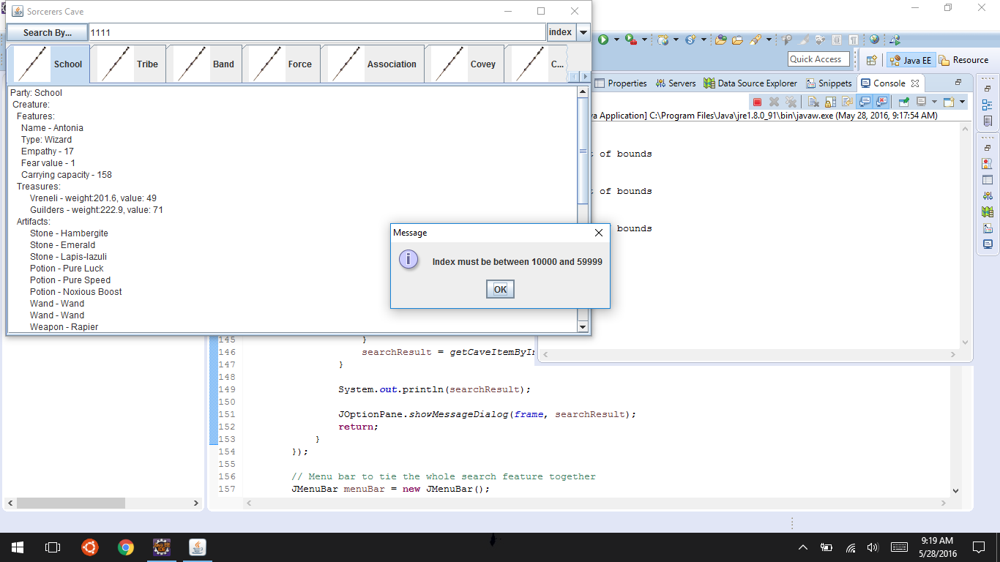 Sorcerers Cave
Search By... 1111 index
School Tribe Band Force Association Covey C...
Party: School
Creature:
Features:
Name - Antonia
Type: Wizard
Empathy - 17
Fear value - 1
Carrying capacity - 158
Treasures:
Vreneli - weight:201.6, value: 49
Guilders - weight:222.9, value: 71
Artifacts:
Stone - Hambergite
Stone - Emerald
Stone - Lapis-lazuli
Potion - Pure Luck
Potion - Pure Speed
Potion - Noxious Boost
Wand - Wand
Wand - Wand
Weapon - Rapier
Message
Index must be between 10000 and 59999
OK
Quick Access Java EE Resource
Properties Servers Data Source Explorer Snippets Console
va Application] C:\Program Files\Java\jre1.8.0_91\bin\javaw.exe (May 28, 2016, 9:17:54 AM)
of bounds
of bounds
bounds
145 }
146 searchResult = getCaveItemByI
147 }
148
149 System.out.println(searchResult);
150
151 JOptionPane.showMessageDialog(frame, searchResult);
152 return;
153 }
154 });
155
156 // Menu bar to tie the whole search feature together
157 JMenuBar menuBar = new JMenuBar();
9:19 AM
5/28/2016